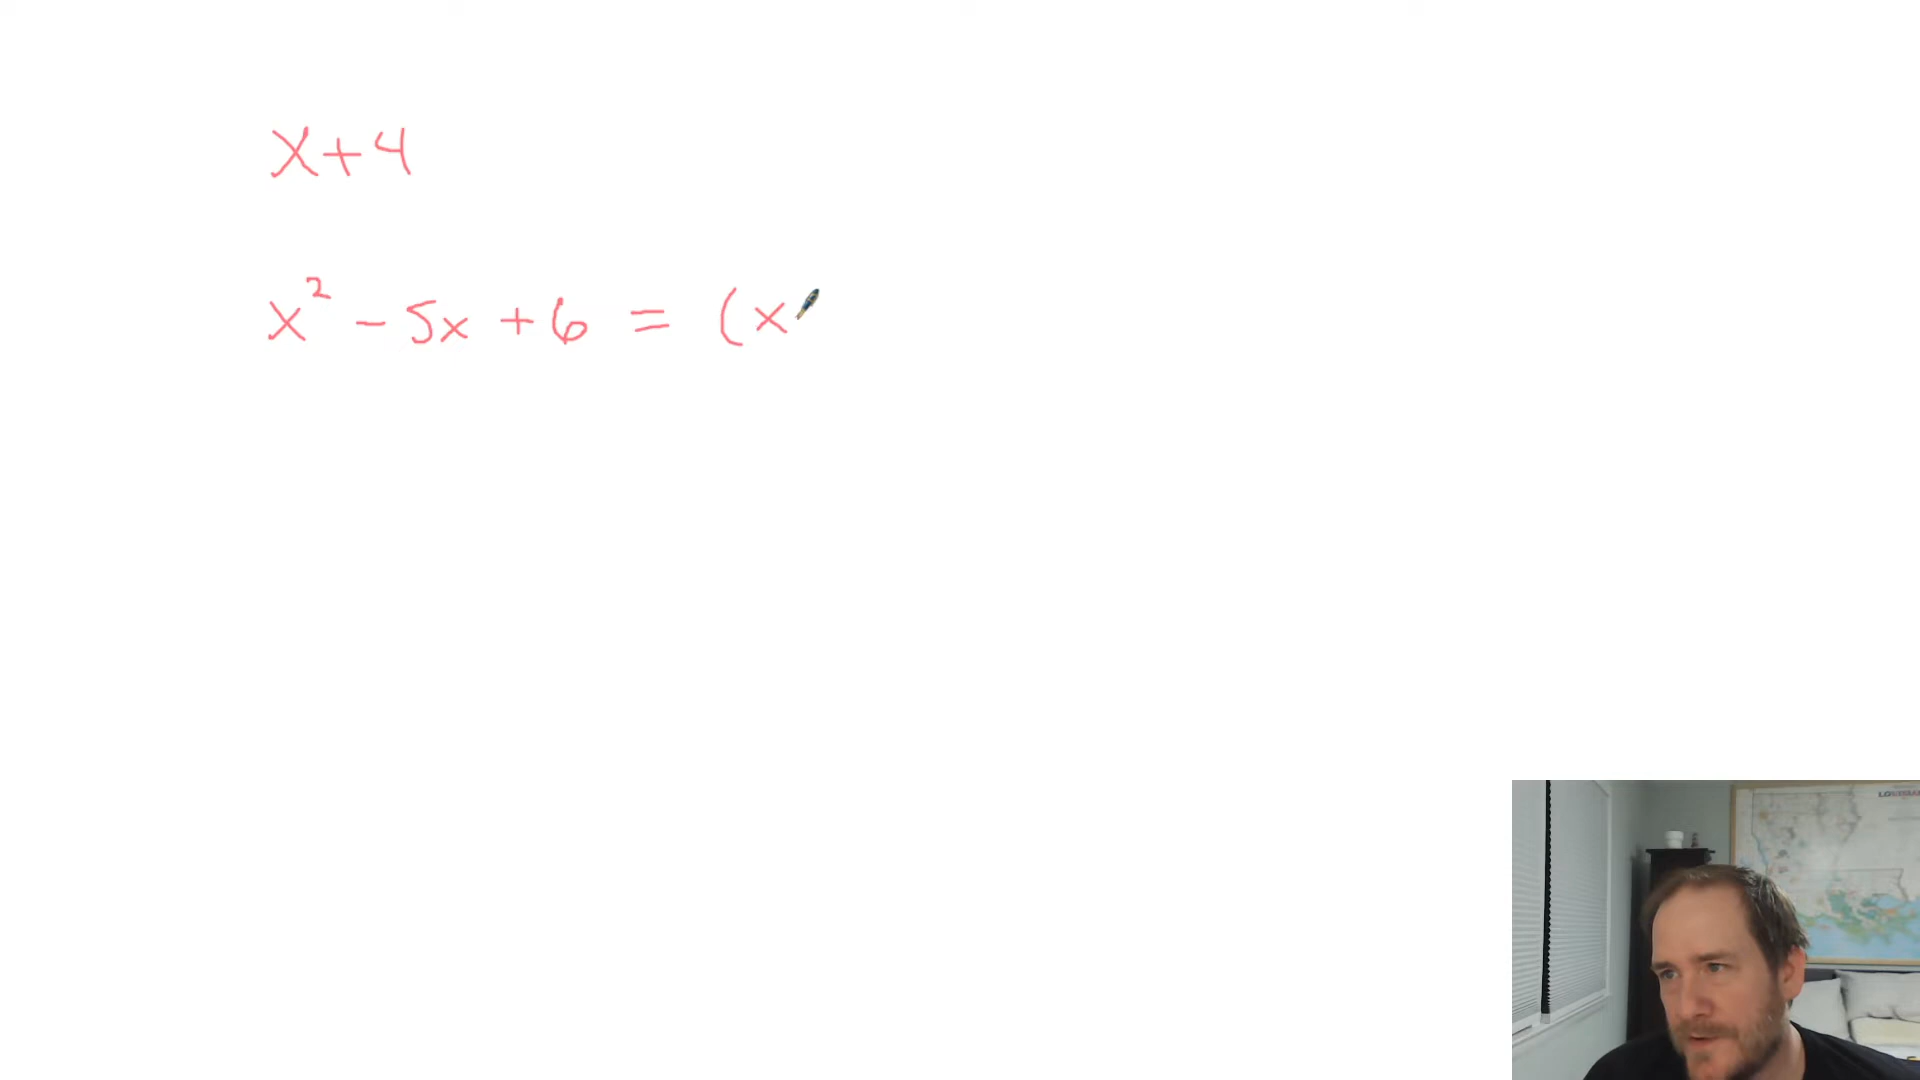 x+4
x² - 5x + 6 = (x